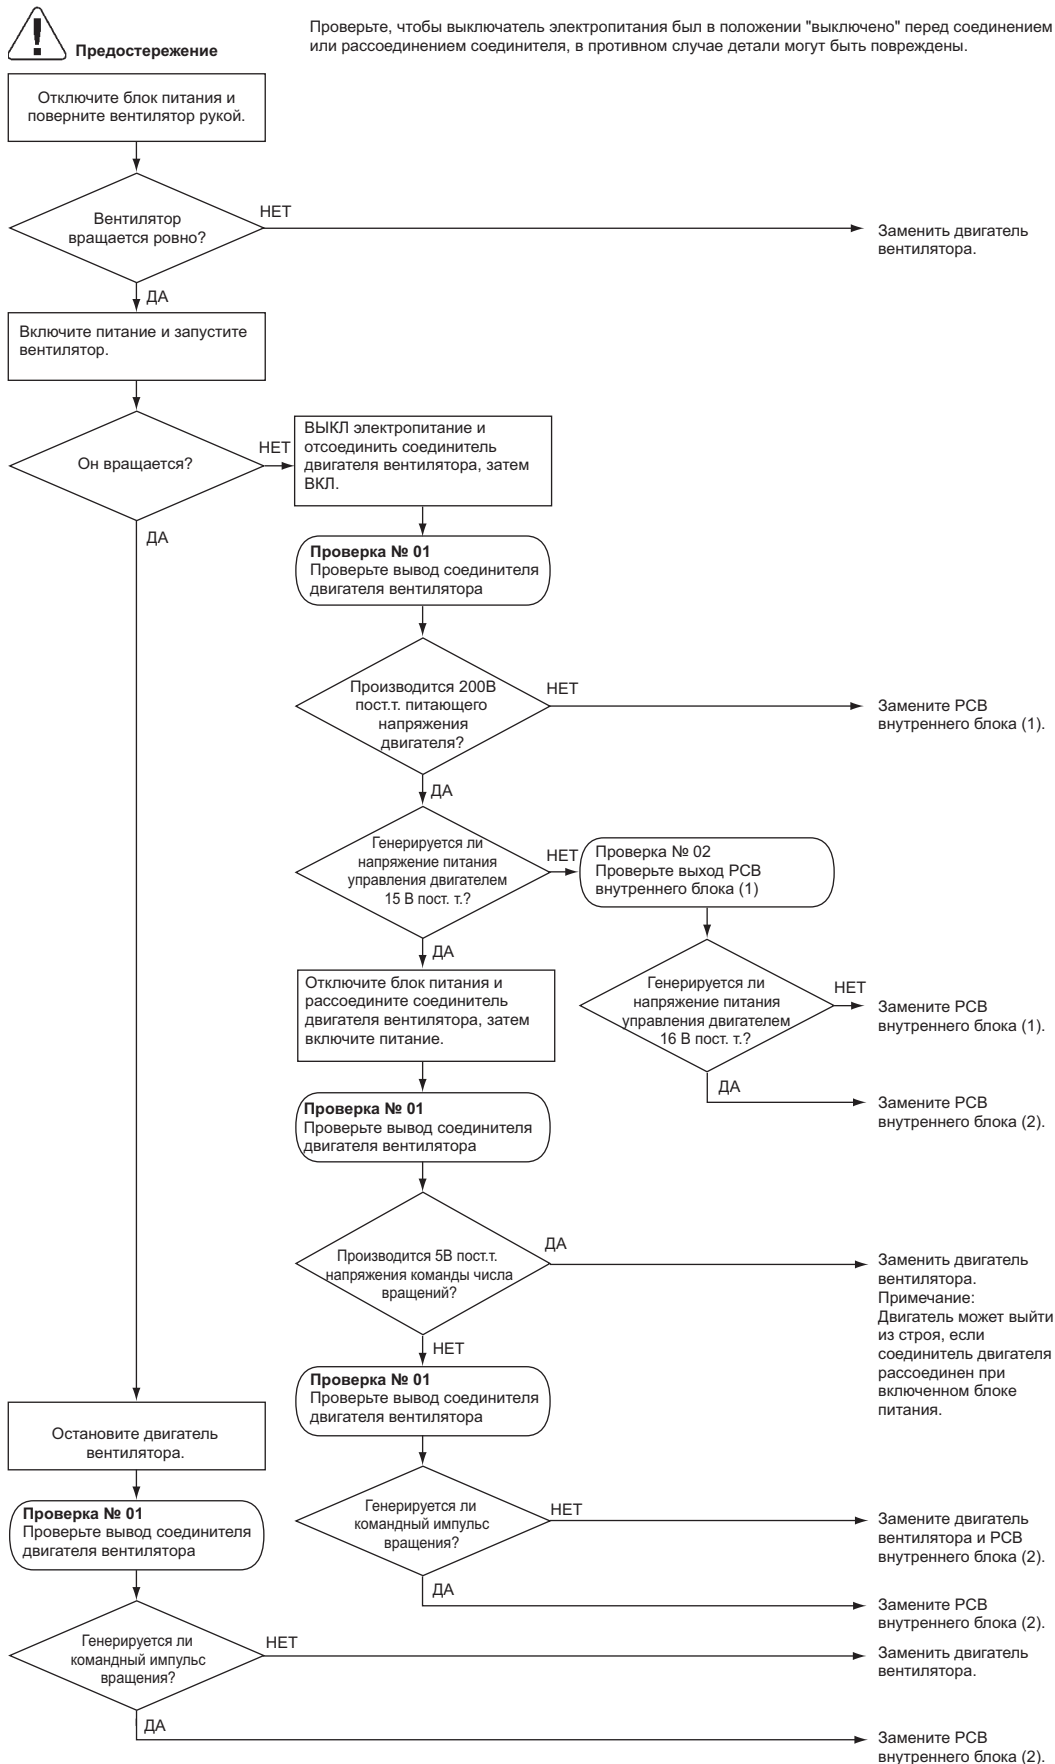 Предостережение
Проверьте, чтобы выключатель электропитания был в положении "выключено" перед соединением
или рассоединением соединителя, в противном случае детали могут быть повреждены.
Отключите блок питания и
поверните вентилятор рукой.
Вентилятор
вращается ровно?
НЕТ
Заменить двигатель
вентилятора.
ДА
Включите питание и запустите
вентилятор.
Он вращается?
НЕТ
ВЫКЛ электропитание и
отсоединить соединитель
двигателя вентилятора, затем
ВКЛ.
ДА
Проверка № 01
Проверьте вывод соединителя
двигателя вентилятора
Производится 200В
пост.т. питающего
напряжения
двигателя?
НЕТ
Замените PCB
внутреннего блока (1).
ДА
Генерируется ли
напряжение питания
управления двигателем
15 В пост. т.?
НЕТ
Проверка № 02
Проверьте выход PCB
внутреннего блока (1)
ДА
Отключите блок питания и
рассоедините соединитель
двигателя вентилятора, затем
включите питание.
Генерируется ли
напряжение питания
управления двигателем
16 В пост. т.?
НЕТ
Замените PCB
внутреннего блока (1).
ДА
Замените PCB
внутреннего блока (2).
Проверка № 01
Проверьте вывод соединителя
двигателя вентилятора
Производится 5В пост.т.
напряжения команды числа
вращений?
ДА
Заменить двигатель
вентилятора.
Примечание:
Двигатель может выйти
из строя, если
соединитель двигателя
рассоединен при
включенном блоке
питания.
НЕТ
Проверка № 01
Проверьте вывод соединителя
двигателя вентилятора
Остановите двигатель
вентилятора.
Генерируется ли
командный импульс
вращения?
НЕТ
Замените двигатель
вентилятора и PCB
внутреннего блока (2).
ДА
Замените PCB
внутреннего блока (2).
Проверка № 01
Проверьте вывод соединителя
двигателя вентилятора
Генерируется ли
командный импульс
вращения?
НЕТ
Заменить двигатель
вентилятора.
ДА
Замените PCB
внутреннего блока (2).